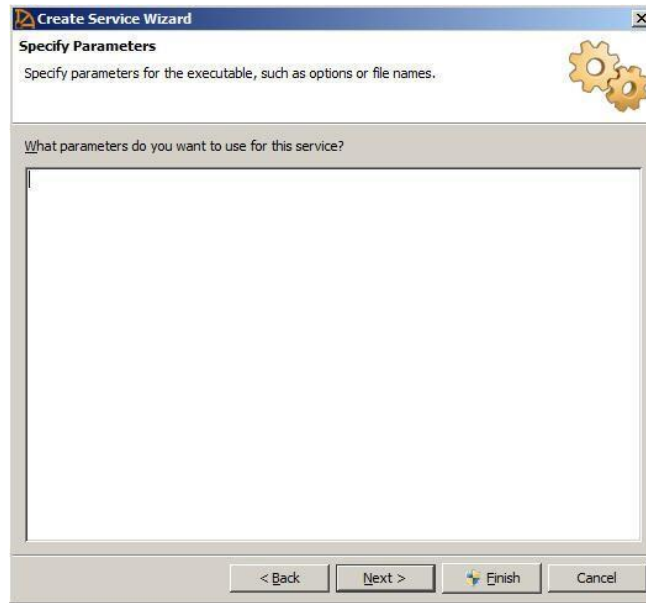 Create Service Wizard
Specify Parameters
Specify parameters for the executable, such as options or file names.
What parameters do you want to use for this service?
< Back Next > Finish Cancel